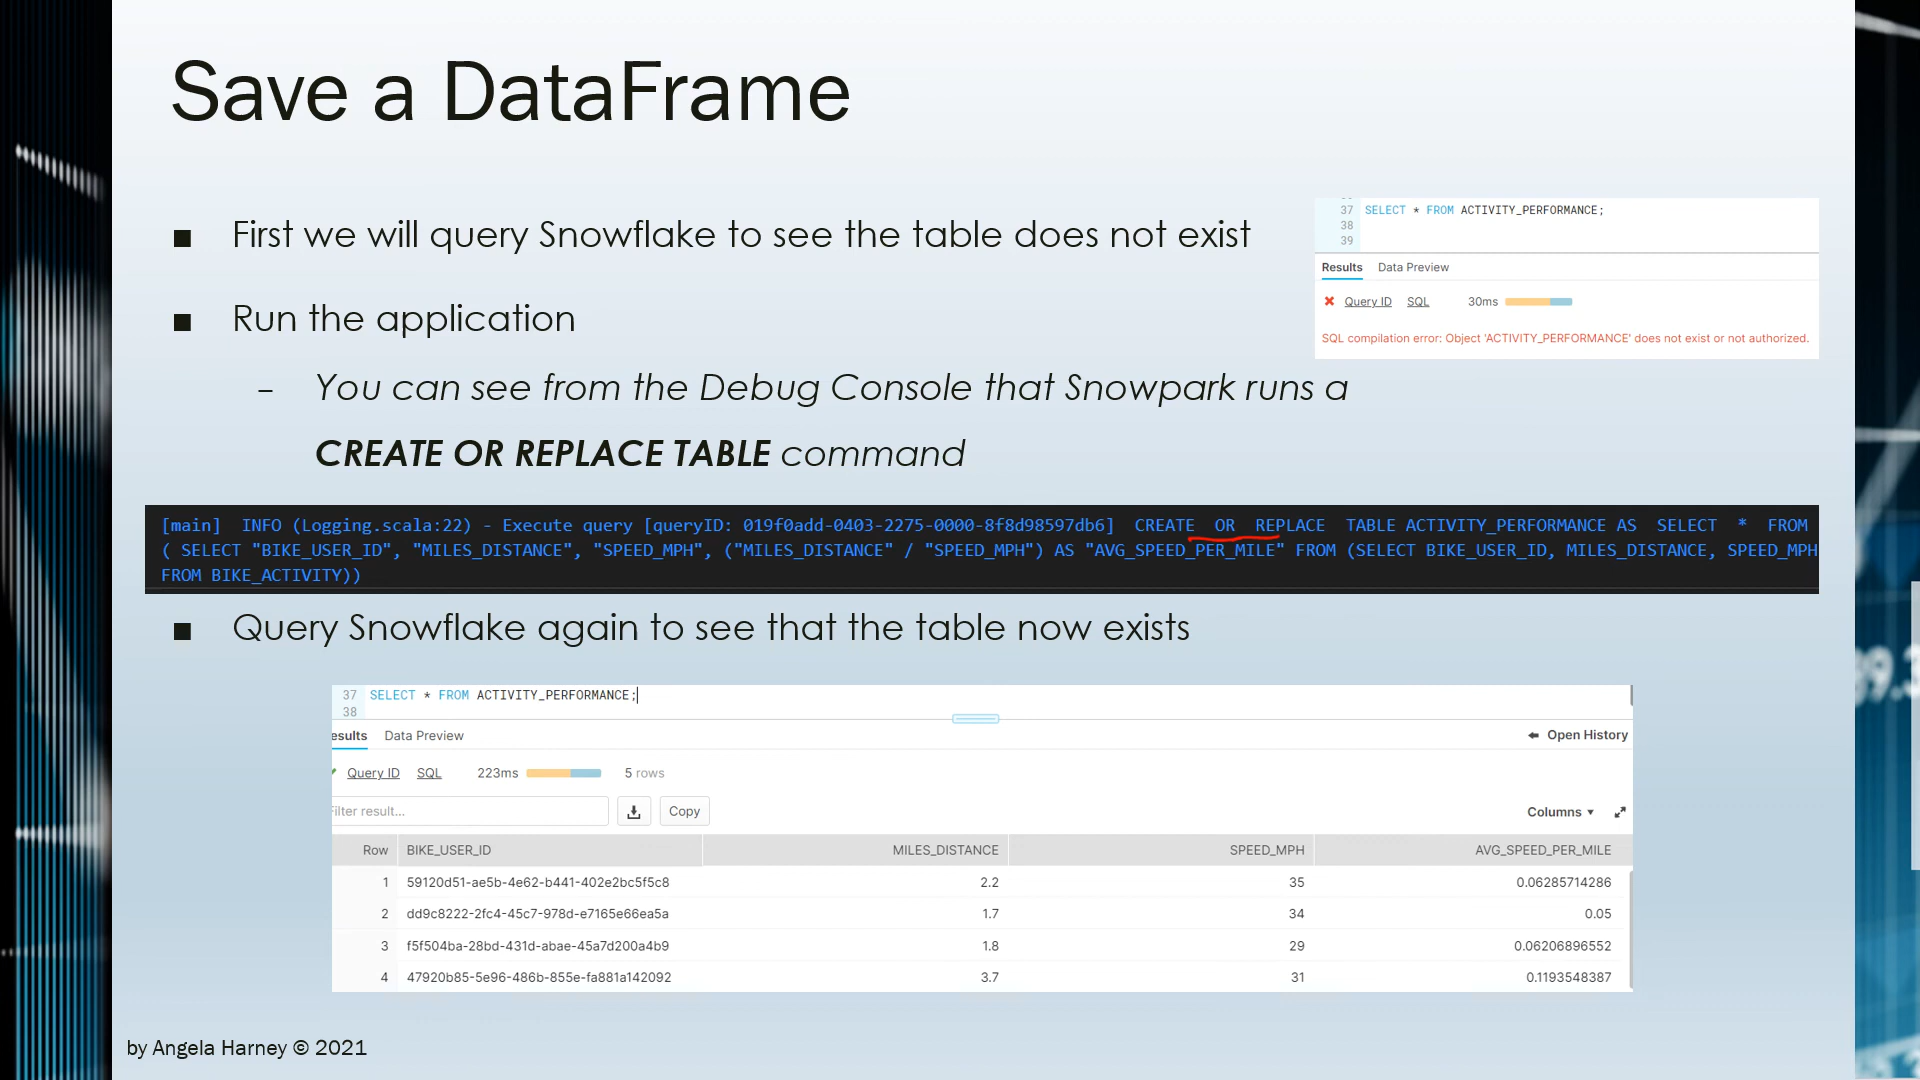 Save a DataFrame
■ First we will query Snowflake to see the table does not exist
37 SELECT * FROM ACTIVITY_PERFORMANCE;
38
39
Results Data Preview
Query ID SQL 30ms
SQL compilation error: Object 'ACTIVITY_PERFORMANCE' does not exist or not authorized.
■ Run the application
– You can see from the Debug Console that Snowpark runs a
CREATE OR REPLACE TABLE command
[main] INFO (Logging.scala:22) - Execute query [queryID: 019f0add-0403-2275-0000-8f8d98597db6] CREATE OR REPLACE TABLE ACTIVITY_PERFORMANCE AS SELECT * FROM
( SELECT "BIKE_USER_ID", "MILES_DISTANCE", "SPEED_MPH", ("MILES_DISTANCE" / "SPEED_MPH") AS "AVG_SPEED_PER_MILE" FROM (SELECT BIKE_USER_ID, MILES_DISTANCE, SPEED_MPH
FROM BIKE_ACTIVITY))
■ Query Snowflake again to see that the table now exists
37 SELECT * FROM ACTIVITY_PERFORMANCE;
38
esults Data Preview Open History
Query ID SQL 223ms 5 rows
Filter result... Copy Columns
Row BIKE_USER_ID MILES_DISTANCE SPEED_MPH AVG_SPEED_PER_MILE
1 59120d51-ae5b-4e62-b441-402e2bc5f5c8 2.2 35 0.06285714286
2 dd9c8222-2fc4-45c7-978d-e7165e66ea5a 1.7 34 0.05
3 f5f504ba-28bd-431d-abae-45a7d200a4b9 1.8 29 0.06206896552
4 47920b85-5e96-486b-855e-fa881a142092 3.7 31 0.1193548387
by Angela Harney © 2021